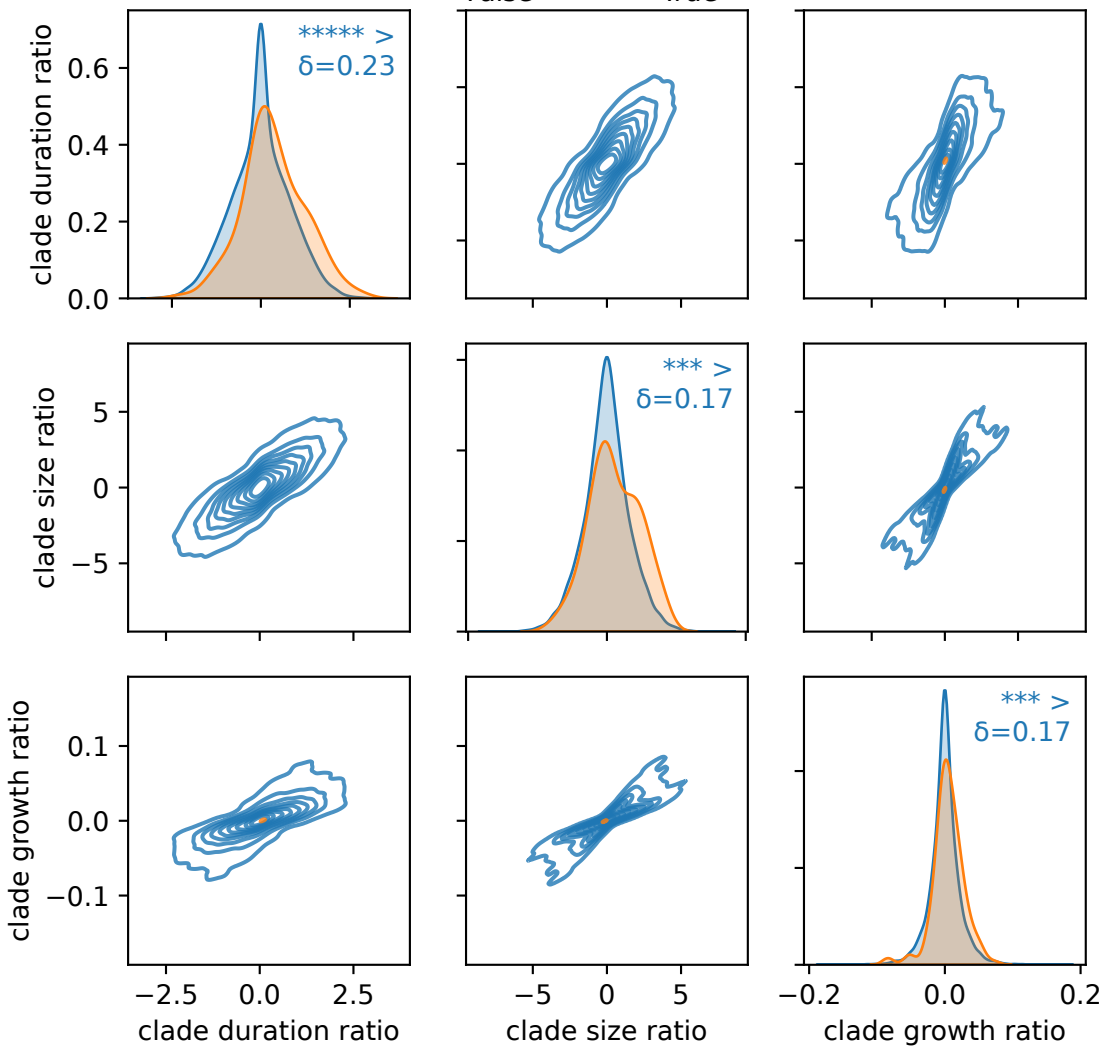 clade duration ratio
0.6
0.4
0.2
0.0
***** >
δ=0.23
clade size ratio
5
0
−5
*** >
δ=0.17
clade growth ratio
0.1
0.0
−0.1
*** >
δ=0.17
−2.5 0.0 2.5
−5 0 5
−0.2 0.0 0.2
clade duration ratio
clade size ratio
clade growth ratio